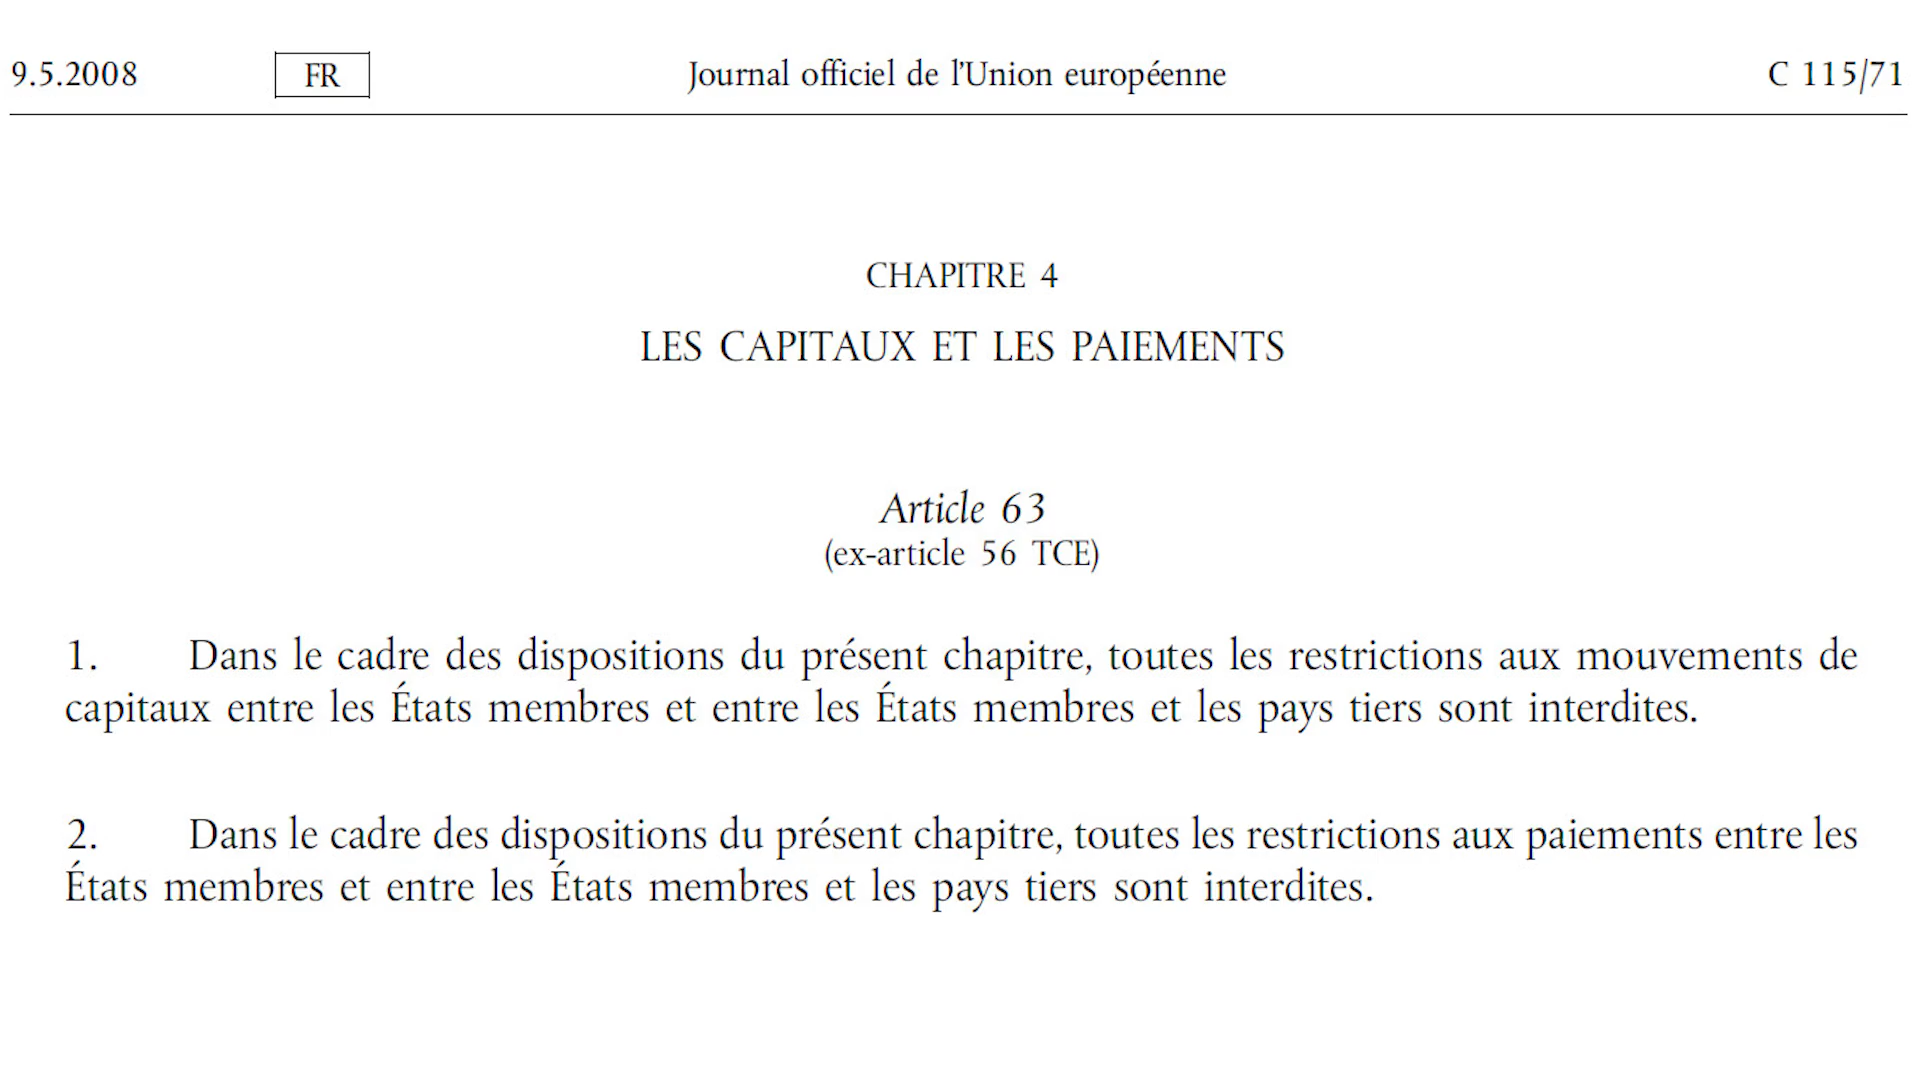 9.5.2008 FR Journal officiel de l'Union européenne C 115/71
CHAPITRE 4
LES CAPITAUX ET LES PAIEMENTS
Article 63
(ex-article 56 TCE)
1. Dans le cadre des dispositions du présent chapitre, toutes les restrictions aux mouvements de
capitaux entre les États membres et entre les États membres et les pays tiers sont interdites.
2. Dans le cadre des dispositions du présent chapitre, toutes les restrictions aux paiements entre les
États membres et entre les États membres et les pays tiers sont interdites.